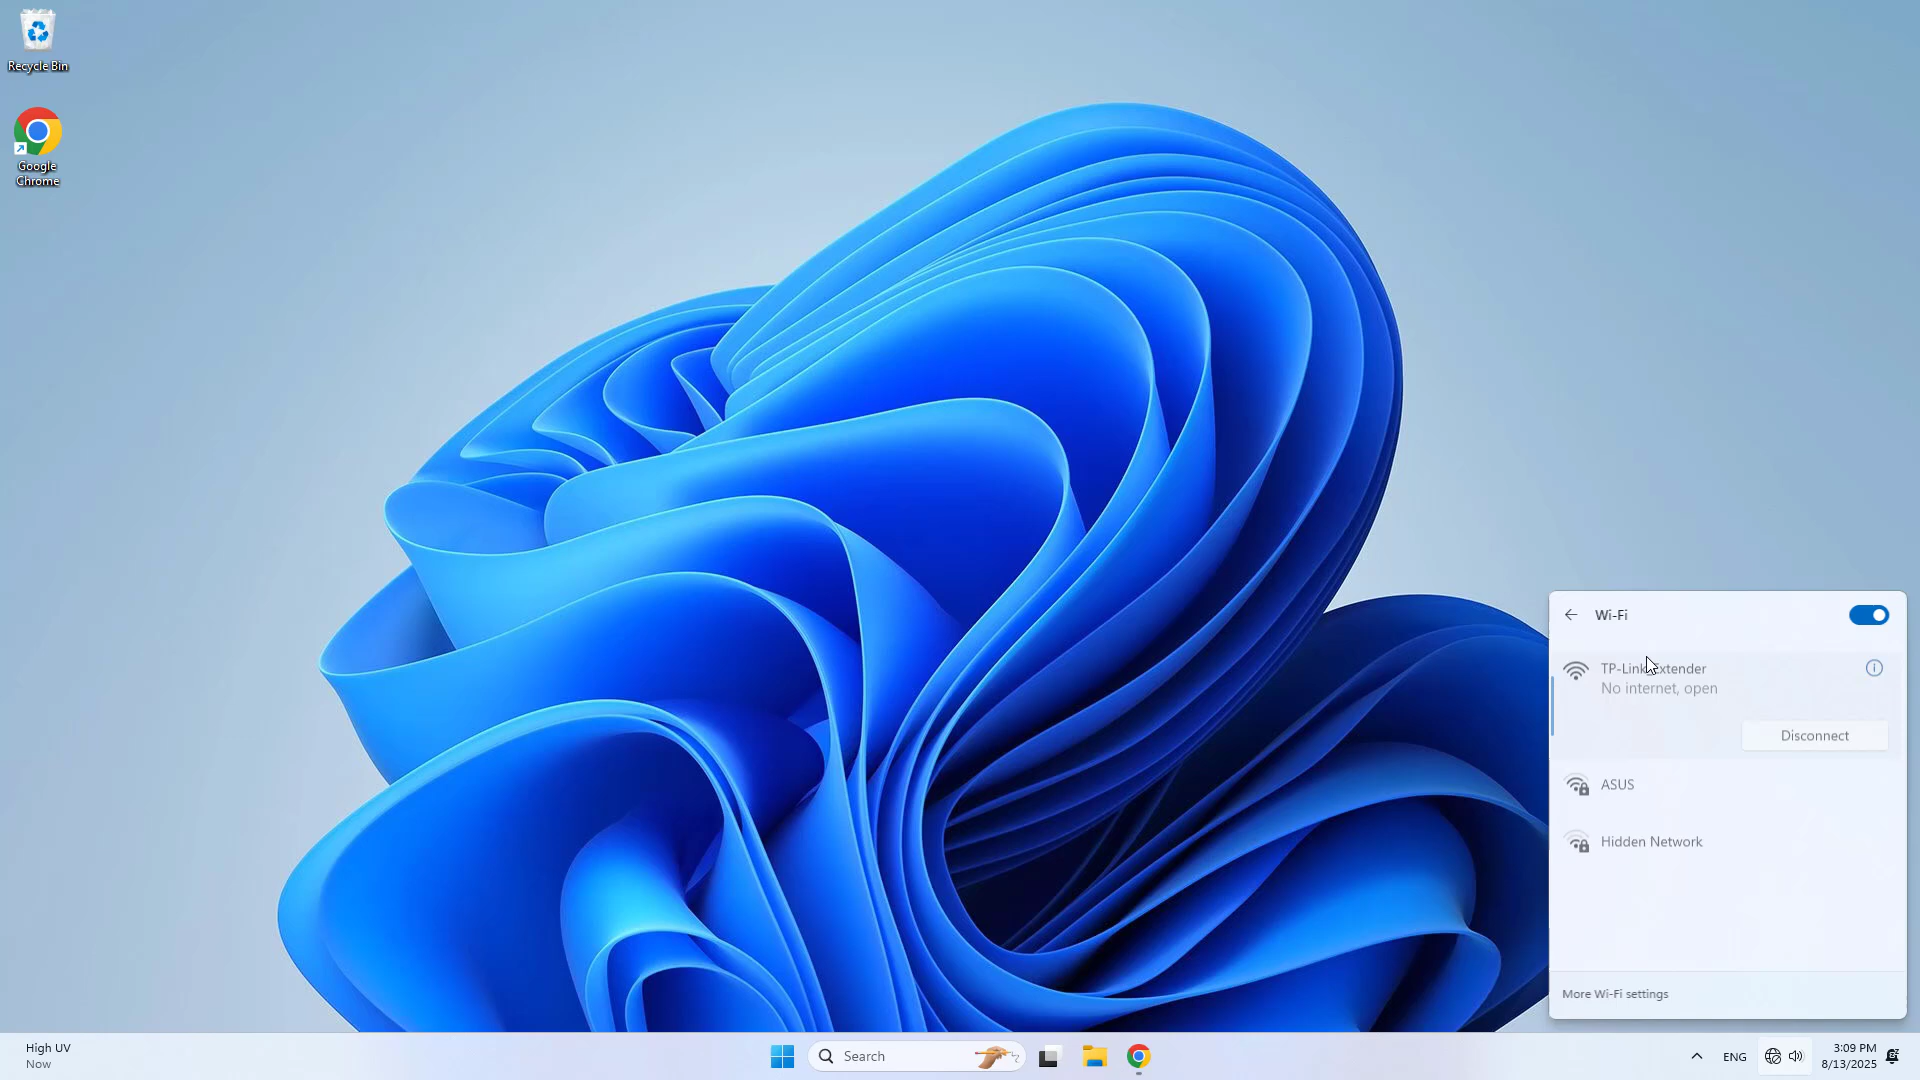 Recycle Bin
Google
Chrome
Wi-Fi
TP-Link Extender
No internet, open
Disconnect
ASUS
Hidden Network
More Wi-Fi settings
High UV
Now
Search
ENG
3:09 PM
8/13/2025